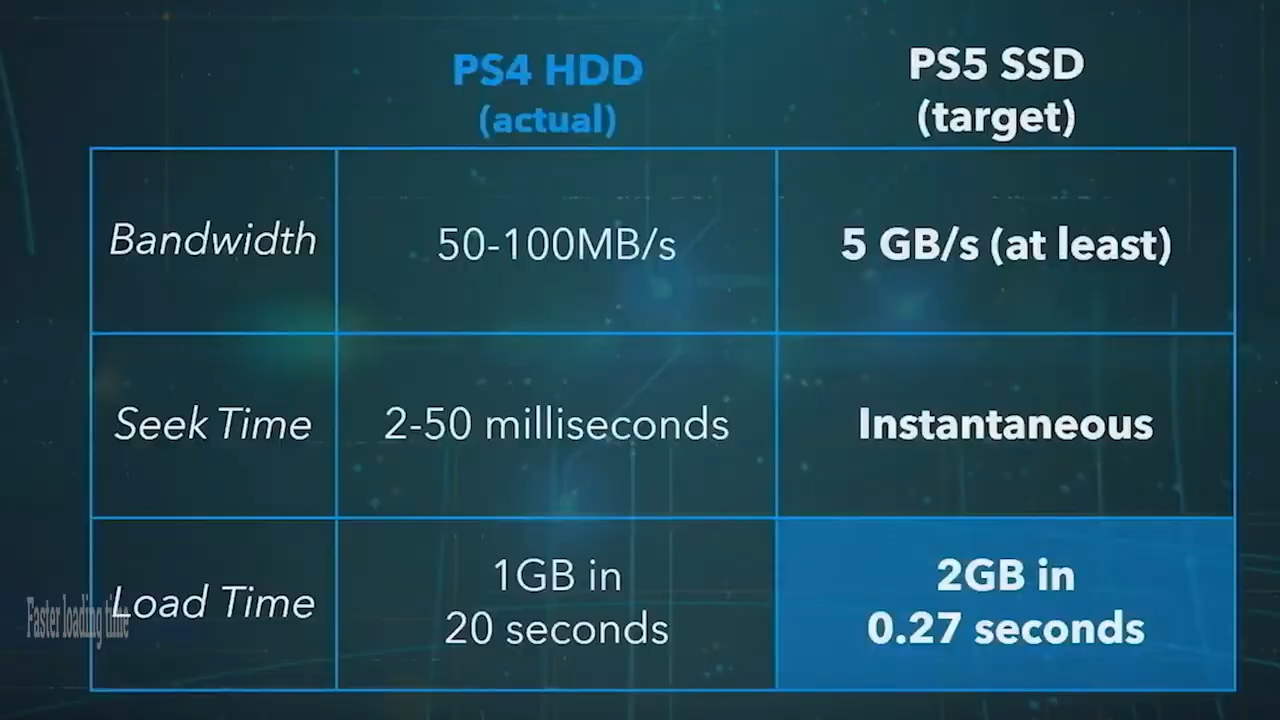 PS4 HDD
(actual)
PS5 SSD
(target)
Bandwidth
50-100MB/s
5 GB/s (at least)
Seek Time
2-50 milliseconds
Instantaneous
Load Time
1GB in
20 seconds
2GB in
0.27 seconds
Faster loading time